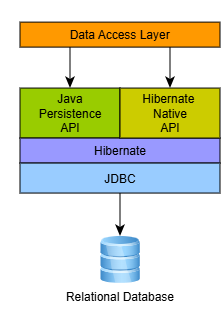 Data Access Layer
Java
Persistence
API
Hibernate
Native
API
Hibernate
JDBC
Relational Database